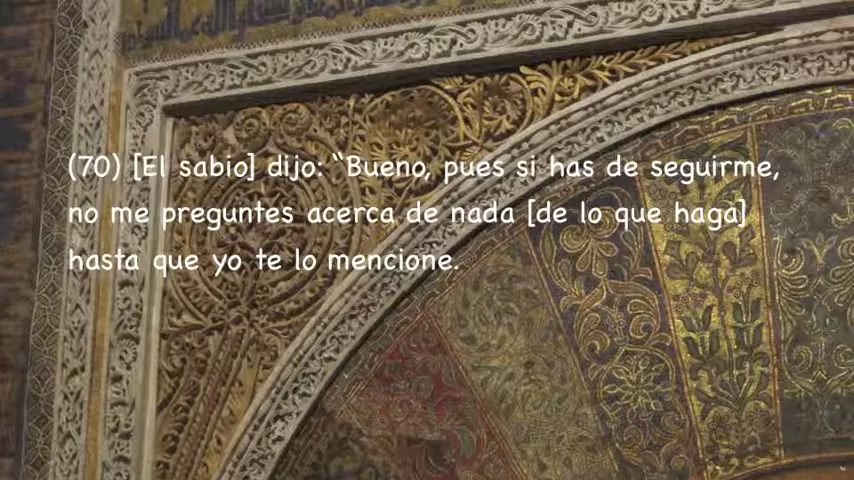 (70) [El sabio] dijo: “Bueno, pues si has de seguirme,
no me preguntes acerca de nada [de lo que haga]
hasta que yo te lo mencione.